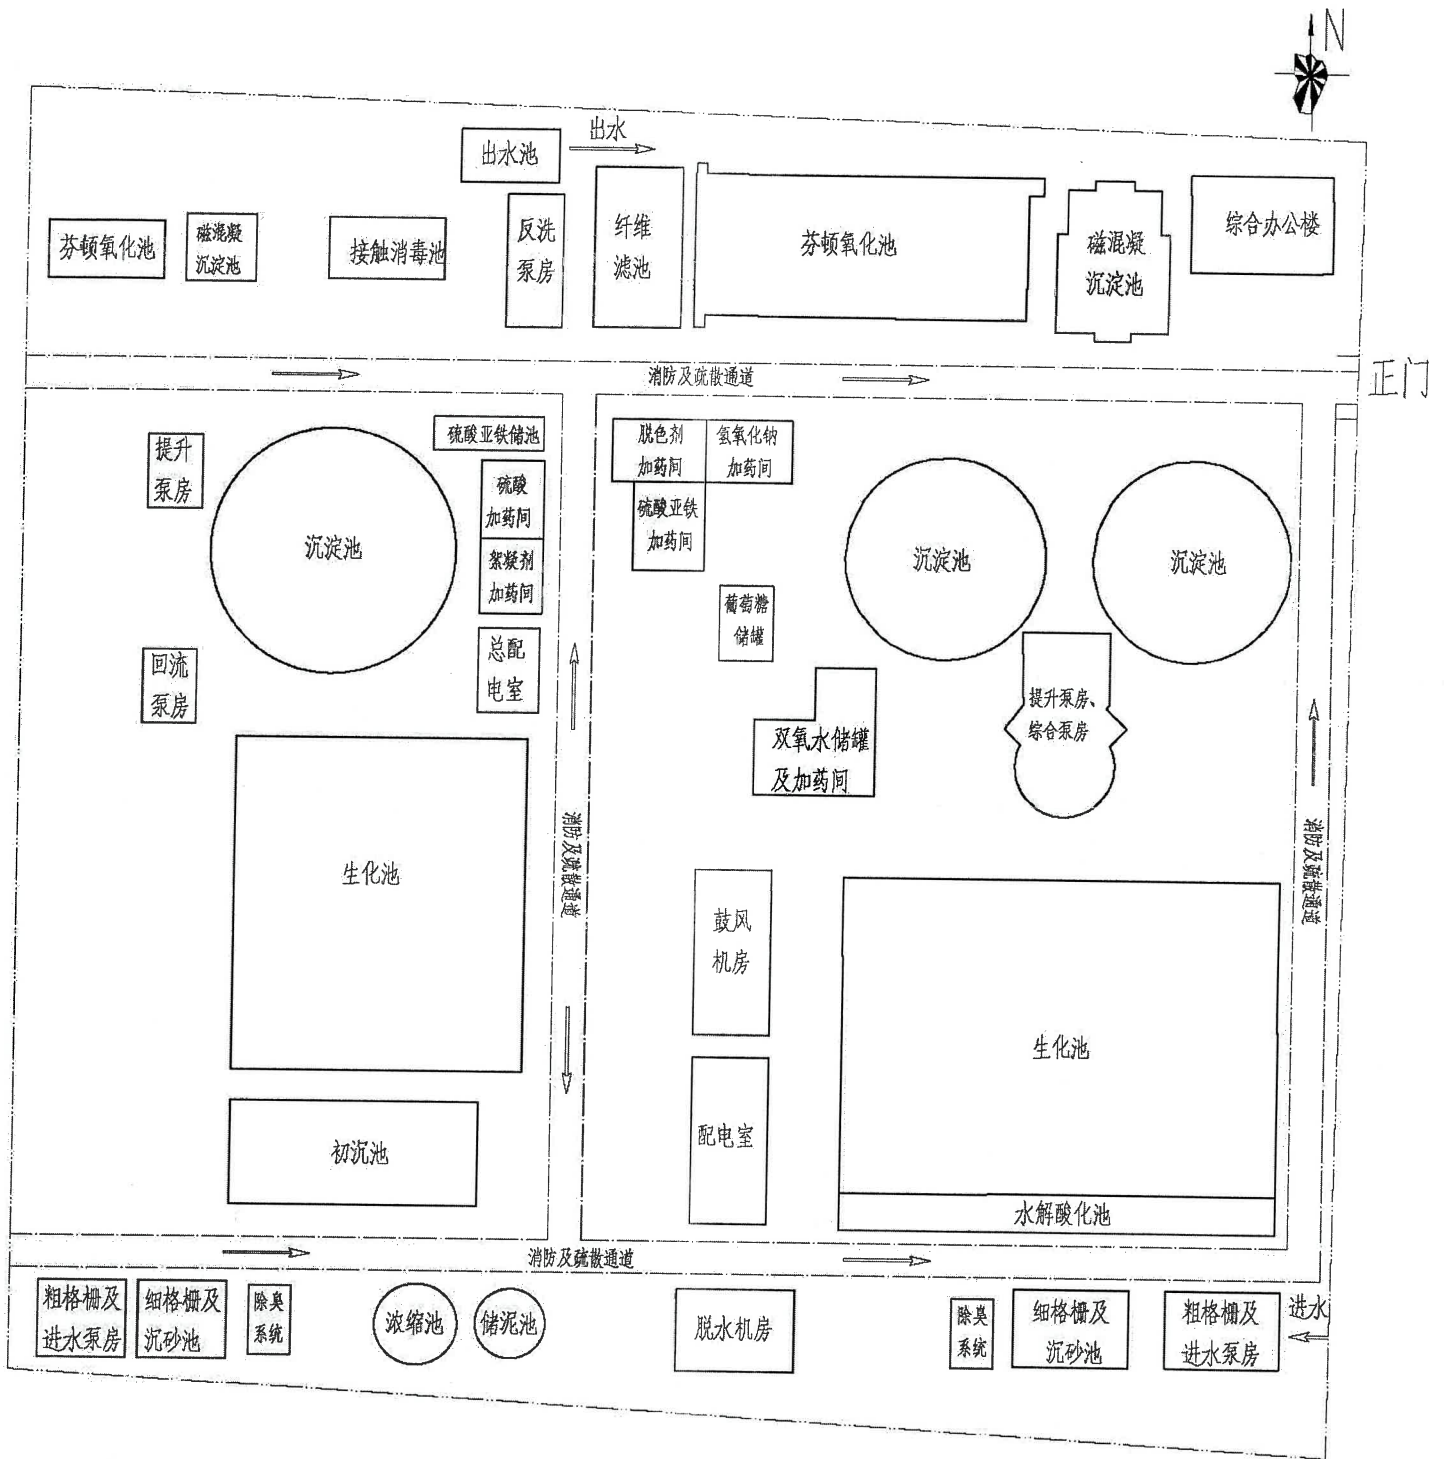 N
出水
出水池
芬顿氧化池
磁混凝
沉淀池
接触消毒池
反洗
泵房
纤维
滤池
芬顿氧化池
磁混凝
沉淀池
综合办公楼
消防及疏散通道
正门
提升
泵房
沉淀池
硫酸亚铁储池
硫酸
加药间
絮凝剂
加药间
总配
电室
回流
泵房
脱色剂
加药间
氢氧化钠
加药间
硫酸亚铁
加药间
葡萄糖
储罐
沉淀池
沉淀池
提升泵房、
综合泵房
双氧水储罐
及加药间
生化池
消防及疏散通道
鼓风
机房
消防及疏散通道
生化池
初沉池
配电室
水解酸化池
消防及疏散通道
粗格栅及
进水泵房
细格栅及
沉砂池
除臭
系统
浓缩池
储泥池
脱水机房
除臭
系统
细格栅及
沉砂池
粗格栅及
进水泵房
进水